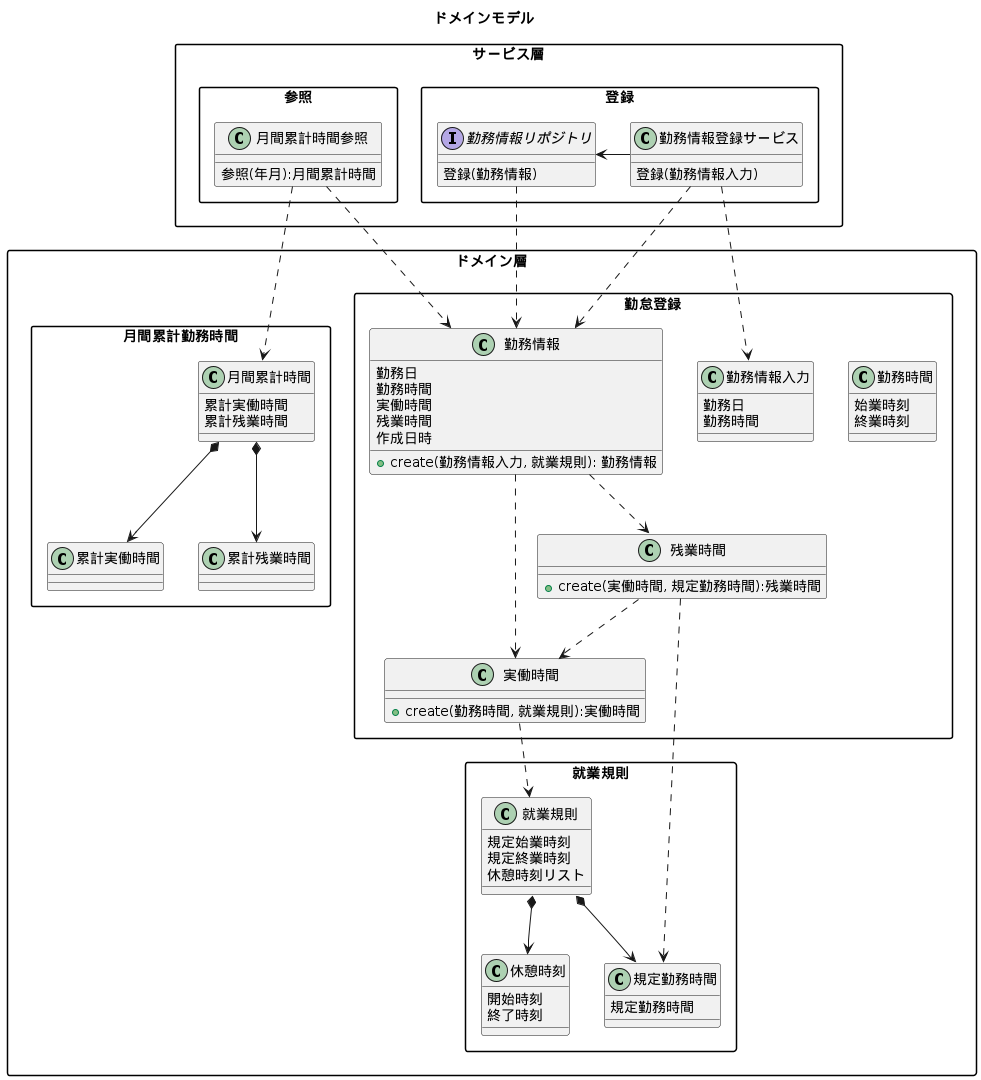 ドメインモデル
サービス層
参照
C 月間累計時間参照
参照(年月):月間累計時間
登録
I 勤務情報リポジトリ
登録(勤務情報)
C 勤務情報登録サービス
登録(勤務情報入力)
ドメイン層
月間累計勤務時間
C 月間累計時間
累計実働時間
累計残業時間
C 累計実働時間
C 累計残業時間
勤怠登録
C 勤務情報
勤務日
勤務時間
実働時間
残業時間
作成日時
create(勤務情報入力, 就業規則): 勤務情報
C 勤務情報入力
勤務日
勤務時間
C 勤務時間
始業時刻
終業時刻
C 残業時間
create(実働時間, 規定勤務時間):残業時間
C 実働時間
create(勤務時間, 就業規則):実働時間
就業規則
C 就業規則
規定始業時刻
規定終業時刻
休憩時刻リスト
C 休憩時刻
開始時刻
終了時刻
C 規定勤務時間
規定勤務時間